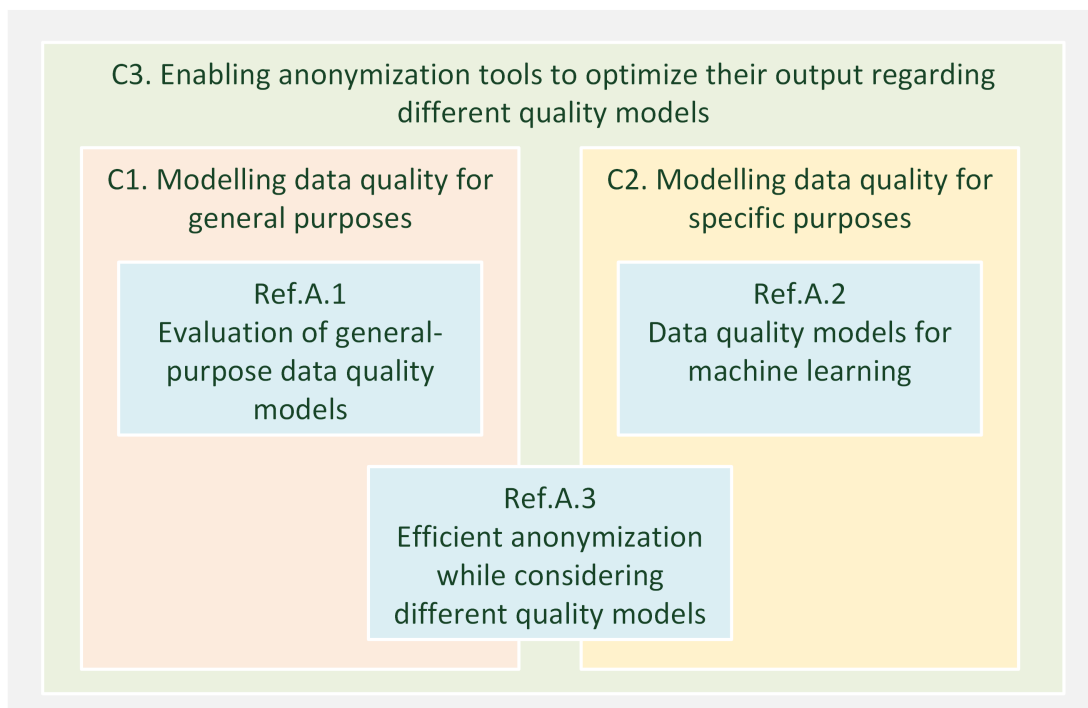 C3. Enabling anonymization tools to optimize their output regarding
different quality models
C1. Modelling data quality for
general purposes
Ref.A.1
Evaluation of general-
purpose data quality
models
C2. Modelling data quality for
specific purposes
Ref.A.2
Data quality models for
machine learning
Ref.A.3
Efficient anonymization
while considering
different quality models